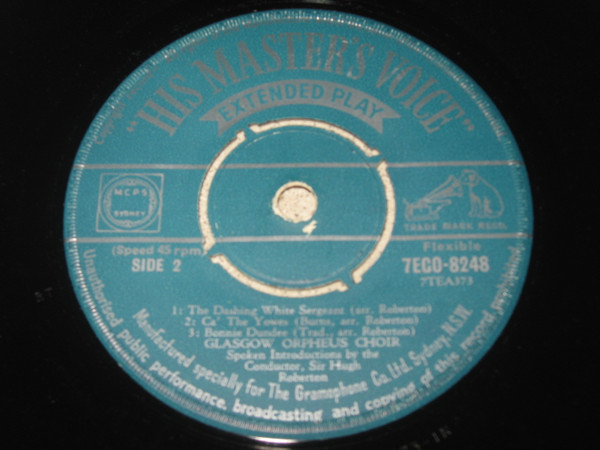 "HIS MASTER'S VOICE"
EXTENDED PLAY
MCPS
SYDNEY
TRADE MARK REGD.
(Speed 45 rpm)
Flexible
SIDE 2
7EGO-8248
7TEA373
1: The Dashing White Sergeant (arr. Roberton)
2: Ca' The Yowes (Burns, arr. Roberton)
3: Bonnie Dundee (Trad., arr. Roberton)
GLASGOW ORPHEUS CHOIR
Spoken Introductions by the
Conductor, Sir Hugh
Roberton
Manufactured specially for The Gramophone Co. Ltd. Sydney, N.S.W.
Unauthorised public performance, broadcasting and copying of this record prohibited
Copyright